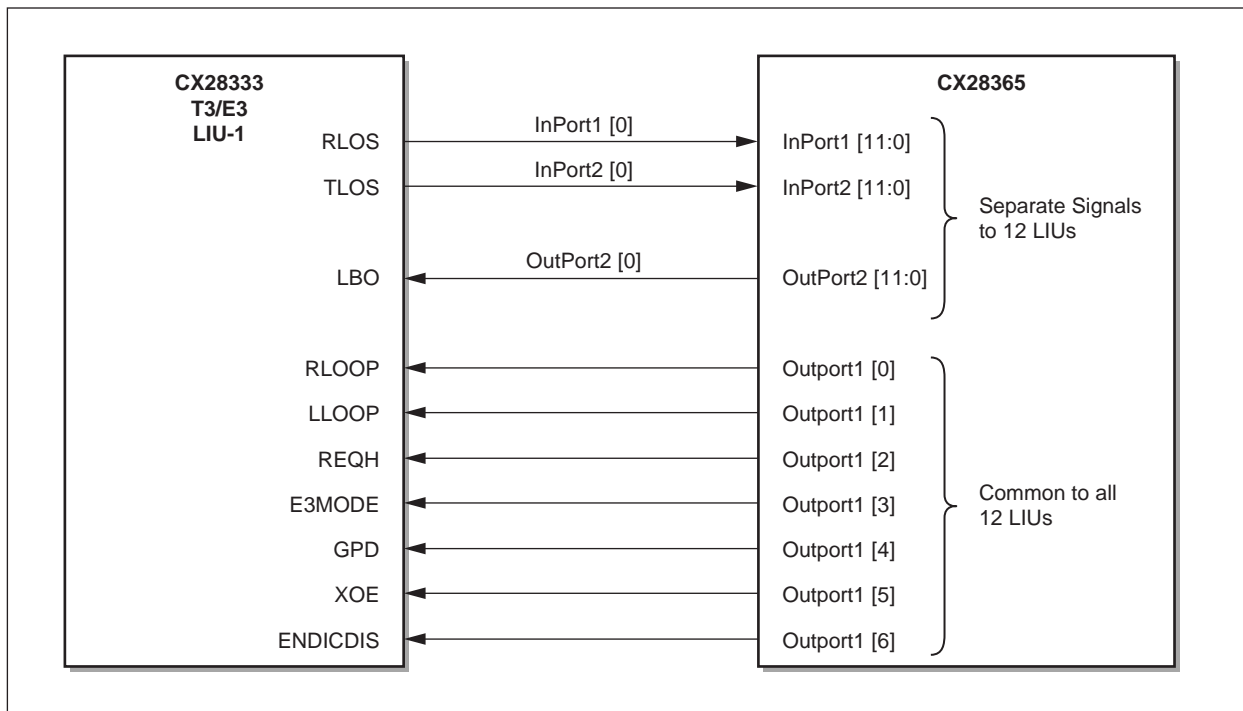 CX28333
T3/E3
LIU-1
CX28365
RLOS
InPort1 [0]
InPort1 [11:0]
TLOS
InPort2 [0]
InPort2 [11:0]
Separate Signals
to 12 LIUs
LBO
OutPort2 [0]
OutPort2 [11:0]
RLOOP
Outport1 [0]
LLOOP
Outport1 [1]
REQH
Outport1 [2]
E3MODE
Outport1 [3]
Common to all
12 LIUs
GPD
Outport1 [4]
XOE
Outport1 [5]
ENDICDIS
Outport1 [6]